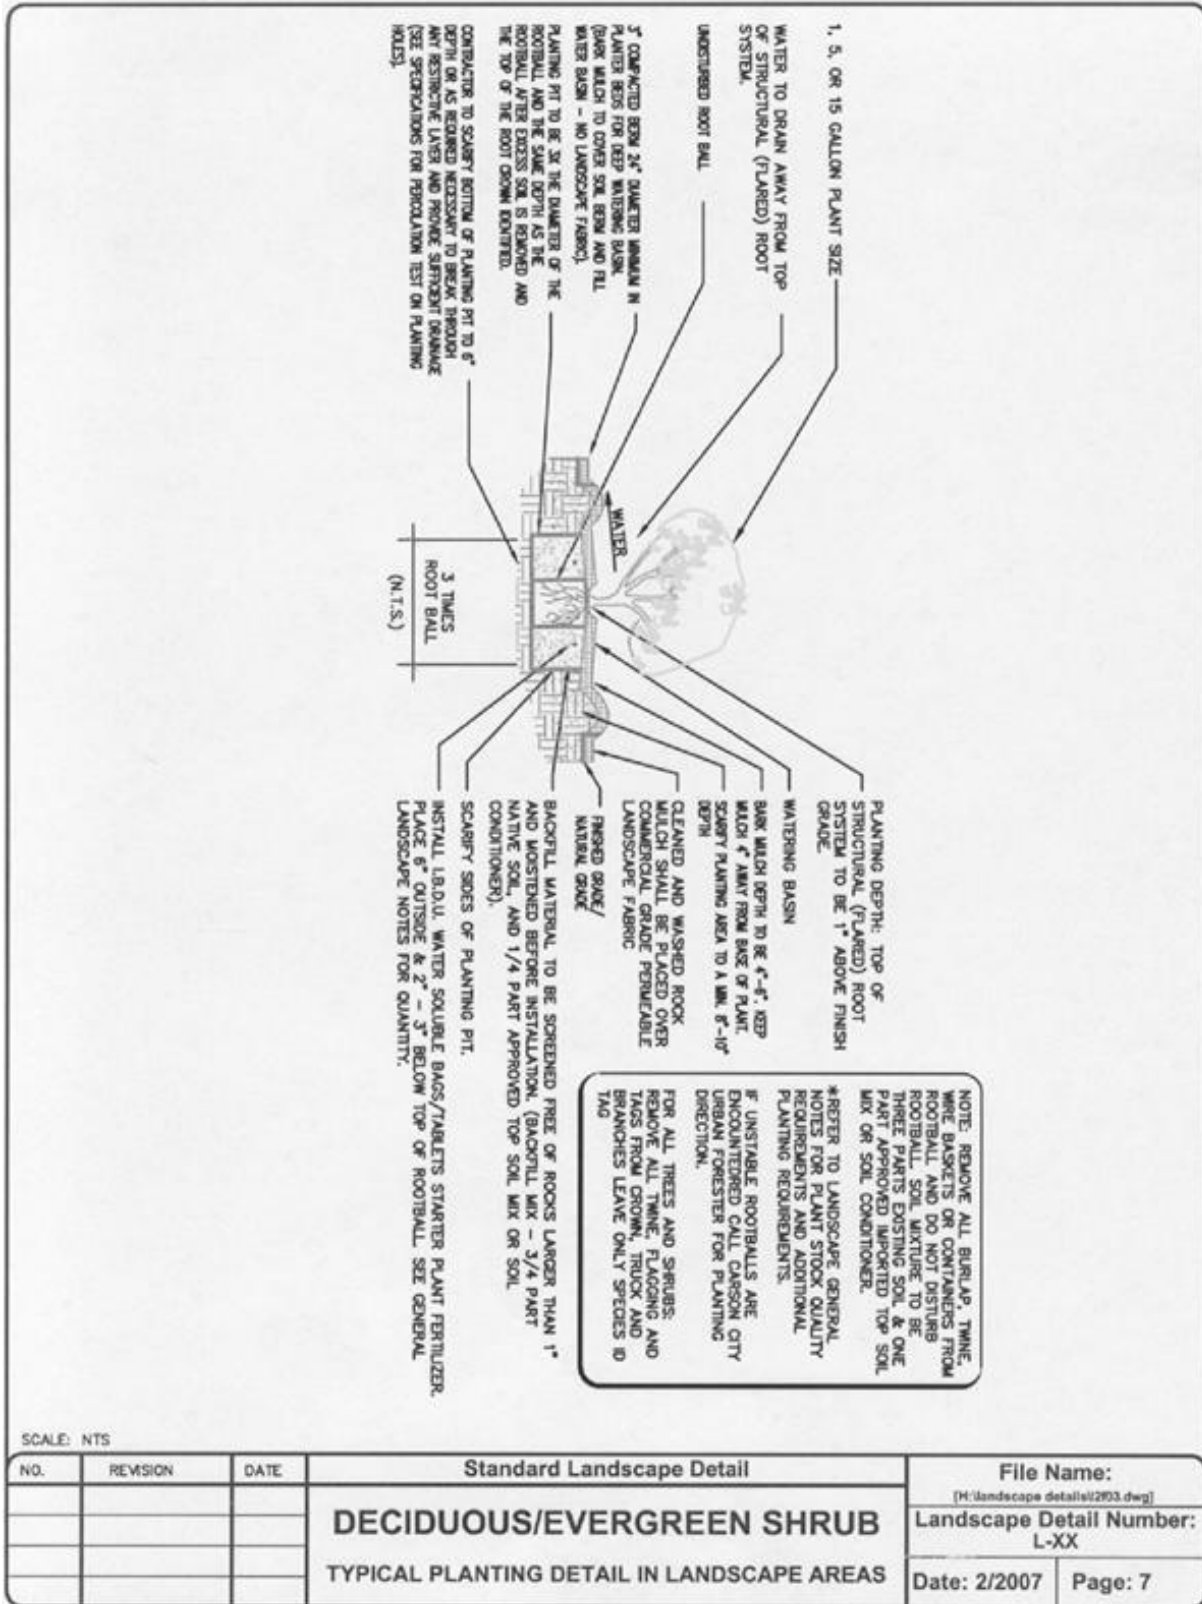 1, 5, OR 15 GALLON PLANT SIZE
WATER TO DRAIN AWAY FROM TOP
OF STRUCTURAL (FLARED) ROOT
SYSTEM.
UNDISTURBED ROOT BALL
3" COMPACTED BERM 24" DIAMETER MINIMUM IN
PLANTER BEDS FOR DEEP WATERING BASIN.
(BARK MULCH TO COVER SOIL BERM AND FILL
WATER BASIN - NO LANDSCAPE FABRIC).
PLANTING PIT TO BE 3X THE DIAMETER OF THE
ROOTBALL AND THE SAME DEPTH AS THE
ROOTBALL AFTER EXCESS SOIL IS REMOVED AND
THE TOP OF THE ROOT CROWN IDENTIFIED.
CONTRACTOR TO SCARIFY BOTTOM OF PLANTING PIT TO 6"
DEPTH OR AS REQUIRED NECESSARY TO BREAK THROUGH
ANY RESTRICTIVE LAYER AND PROVIDE SUFFICIENT DRAINAGE
(SEE SPECIFICATIONS FOR PERCOLATION TEST ON PLANTING
HOLES).
WATER
3 TIMES
ROOT BALL
(N.T.S.)
PLANTING DEPTH: TOP OF
STRUCTURAL (FLARED) ROOT
SYSTEM TO BE 1" ABOVE FINISH
GRADE.
WATERING BASIN
BARK MULCH DEPTH TO BE 4"-6". KEEP
MULCH 4" AWAY FROM BASE OF PLANT.
SCARIFY PLANTING AREA TO A MIN. 8"-10"
DEPTH
CLEANED AND WASHED ROCK
MULCH SHALL BE PLACED OVER
COMMERCIAL GRADE PERMEABLE
LANDSCAPE FABRIC
FINISHED GRADE/
NATURAL GRADE
BACKFILL MATERIAL TO BE SCREENED FREE OF ROCKS LARGER THAN 1"
AND MOISTENED BEFORE INSTALLATION. (BACKFILL MIX - 3/4 PART
NATIVE SOIL, AND 1/4 PART APPROVED TOP SOIL MIX OR SOIL
CONDITIONER).
SCARIFY SIDES OF PLANTING PIT.
INSTALL I.B.D.U. WATER SOLUBLE BAGS/TABLETS STARTER PLANT FERTILIZER.
PLACE 6" OUTSIDE & 2" - 3" BELOW TOP OF ROOTBALL. SEE GENERAL
LANDSCAPE NOTES FOR QUANTITY.
NOTE: REMOVE ALL BURLAP, TWINE,
WIRE BASKETS OR CONTAINERS FROM
ROOTBALL AND DO NOT DISTURB
ROOTBALL. SOIL MIXTURE TO BE
THREE PARTS EXISTING SOIL & ONE
PART APPROVED IMPORTED TOP SOIL
MIX OR SOIL CONDITIONER.
*REFER TO LANDSCAPE GENERAL
NOTES FOR PLANT STOCK QUALITY
REQUIREMENTS AND ADDITIONAL
PLANTING REQUIREMENTS.
IF UNSTABLE ROOTBALLS ARE
ENCOUNTEDRED CALL CARSON CITY
URBAN FORESTER FOR PLANTING
DIRECTION.
FOR ALL TREES AND SHRUBS:
REMOVE ALL TWINE, FLAGGING AND
TAGS FROM CROWN, TRUCK AND
BRANCHES LEAVE ONLY SPECIES ID
TAG
SCALE: NTS
NO. REVISION DATE
Standard Landscape Detail
DECIDUOUS/EVERGREEN SHRUB
TYPICAL PLANTING DETAIL IN LANDSCAPE AREAS
File Name:
[H:\landscape details\l2f03.dwg]
Landscape Detail Number:
L-XX
Date: 2/2007 Page: 7